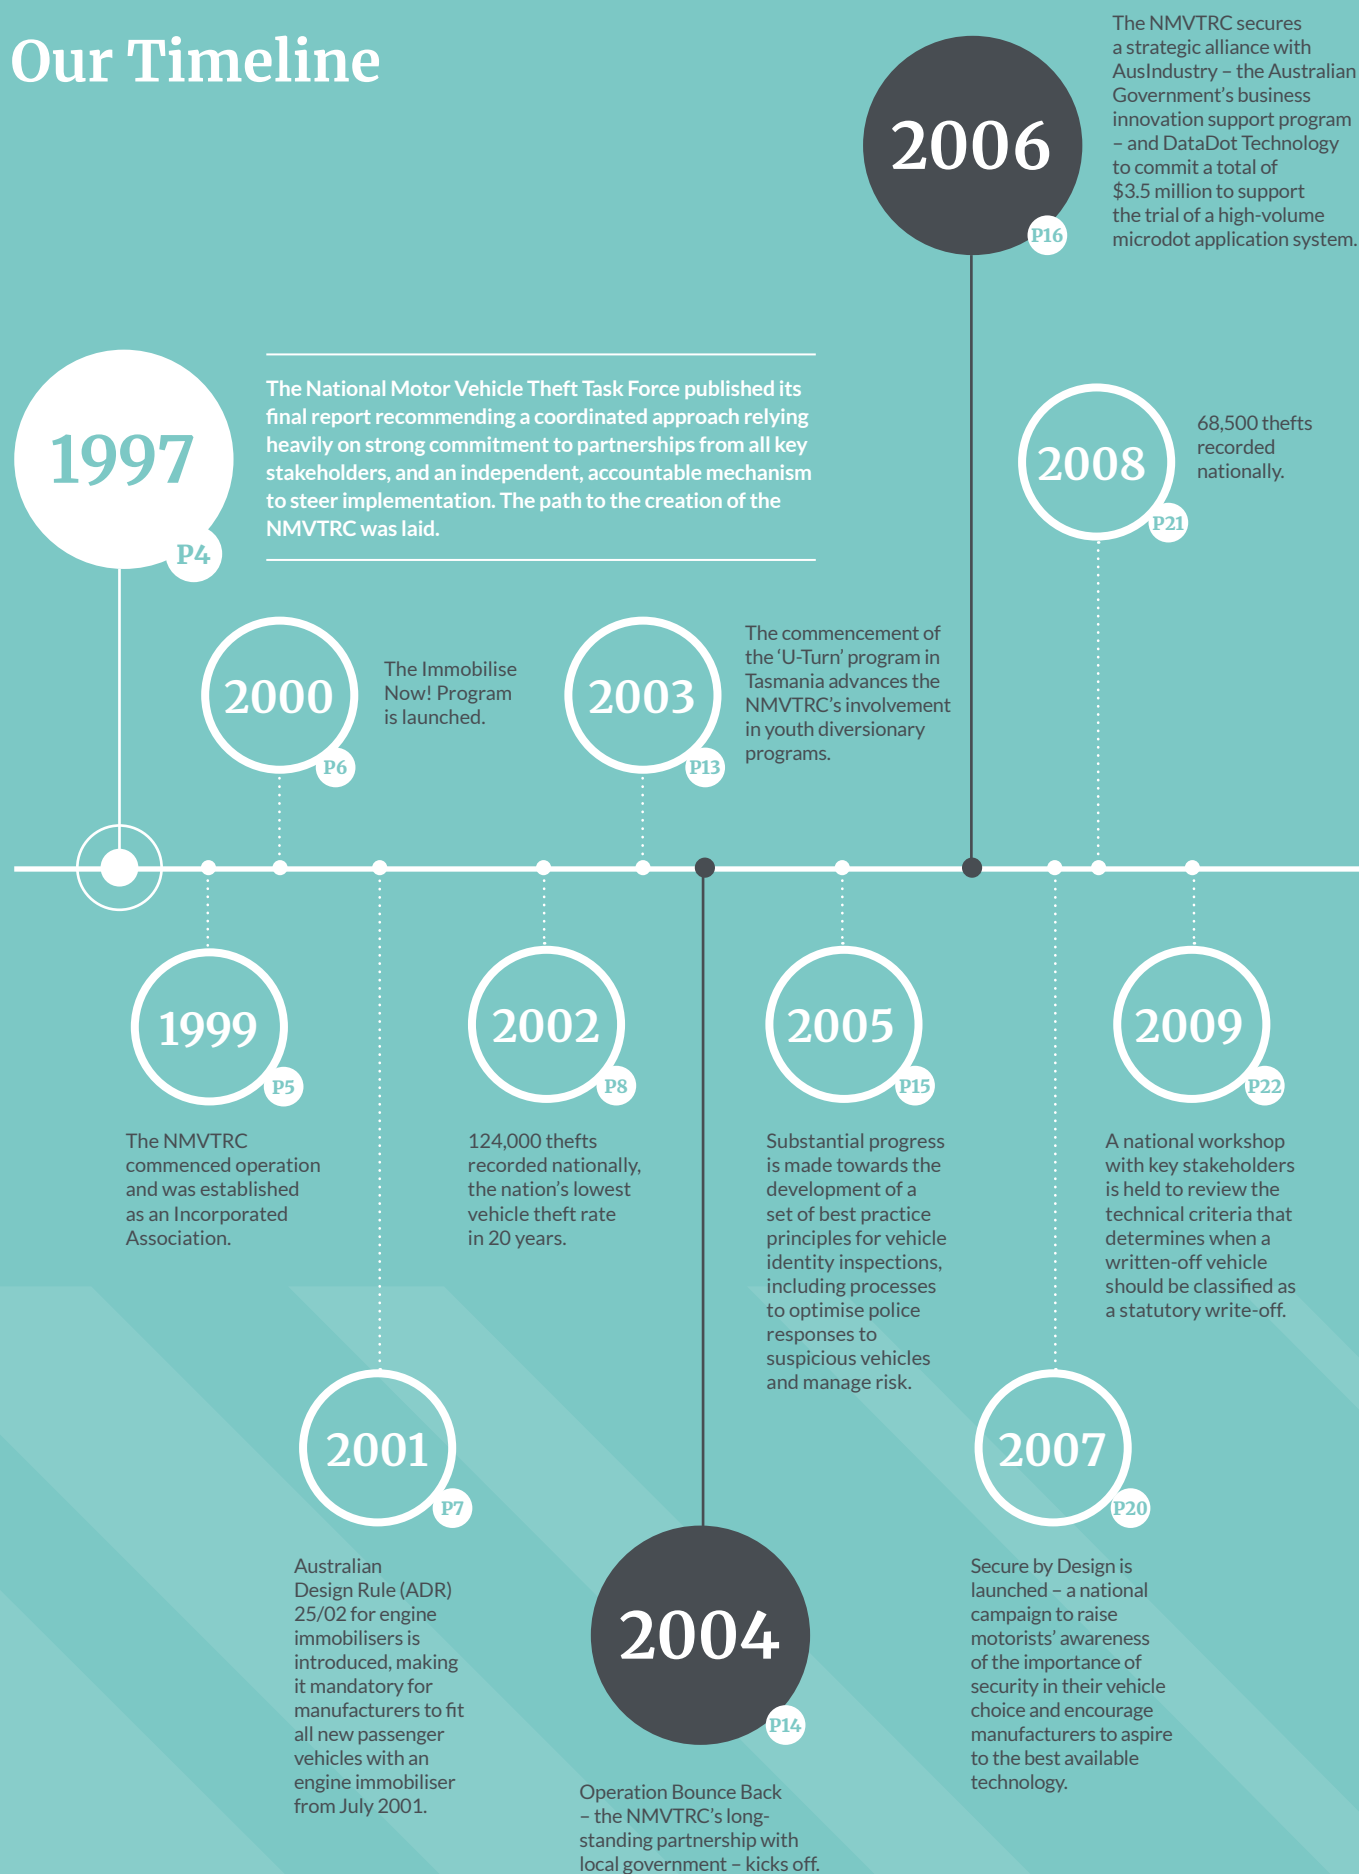 Our Timeline
1997
P4
The National Motor Vehicle Theft Task Force published its
final report recommending a coordinated approach relying
heavily on strong commitment to partnerships from all key
stakeholders, and an independent, accountable mechanism
to steer implementation. The path to the creation of the
NMVTRC was laid.
1999
P5
The NMVTRC
commenced operation
and was established
as an Incorporated
Association.
2000
P6
The Immobilise
Now! Program
is launched.
2001
P7
Australian
Design Rule (ADR)
25/02 for engine
immobilisers is
introduced, making
it mandatory for
manufacturers to fit
all new passenger
vehicles with an
engine immobiliser
from July 2001.
2002
P8
124,000 thefts
recorded nationally,
the nation's lowest
vehicle theft rate
in 20 years.
2003
P13
The commencement of
the ‘U-Turn’ program in
Tasmania advances the
NMVTRC’s involvement
in youth diversionary
programs.
2004
P14
Operation Bounce Back
– the NMVTRC’s long-
standing partnership with
local government – kicks off.
2005
P15
Substantial progress
is made towards the
development of a
set of best practice
principles for vehicle
identity inspections,
including processes
to optimise police
responses to
suspicious vehicles
and manage risk.
2006
P16
The NMVTRC secures
a strategic alliance with
AusIndustry – the Australian
Government’s business
innovation support program
– and DataDot Technology
to commit a total of
$3.5 million to support
the trial of a high-volume
microdot application system.
2007
P20
Secure by Design is
launched – a national
campaign to raise
motorists’ awareness
of the importance of
security in their vehicle
choice and encourage
manufacturers to aspire
to the best available
technology.
2008
P21
68,500 thefts
recorded
nationally.
2009
P22
A national workshop
with key stakeholders
is held to review the
technical criteria that
determines when a
written-off vehicle
should be classified as
a statutory write-off.